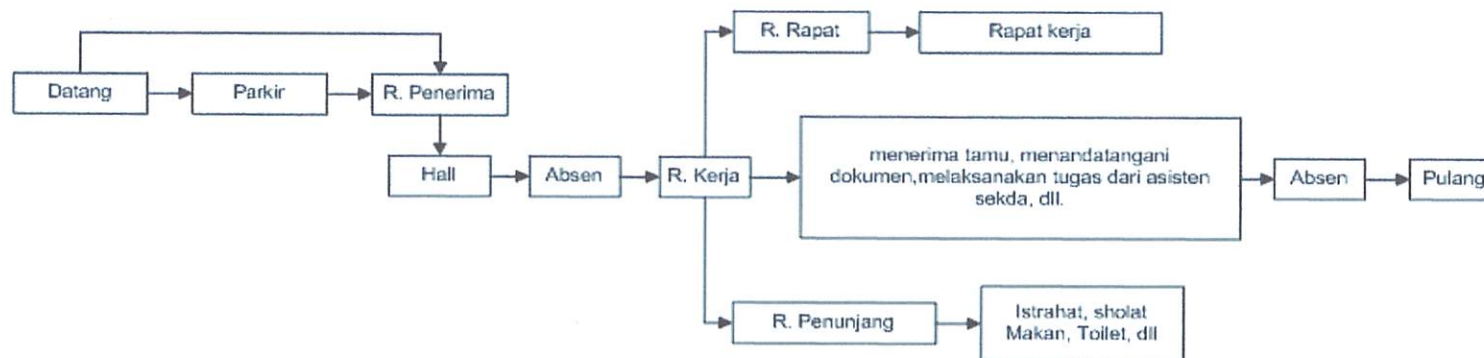 R. Rapat
Rapat kerja
Datang
Parkir
R. Penerima
Hall
Absen
R. Kerja
menerima tamu, menandatangani
dokumen,melaksanakan tugas dari asisten
sekda, dll.
Absen
Pulang
R. Penunjang
Istrahat, sholat
Makan, Toilet, dll